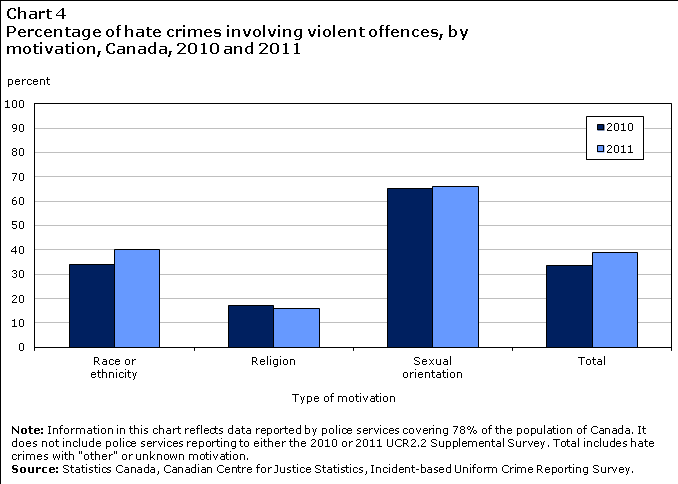 Chart 4
Percentage of hate crimes involving violent offences, by
motivation, Canada, 2010 and 2011
percent
100
90
80
70
60
50
40
30
20
10
0
2010
2011
Race or
ethnicity
Religion
Sexual
orientation
Total
Type of motivation
Note: Information in this chart reflects data reported by police services covering 78% of the population of Canada. It
does not include police services reporting to either the 2010 or 2011 UCR2.2 Supplemental Survey. Total includes hate
crimes with "other" or unknown motivation.
Source: Statistics Canada, Canadian Centre for Justice Statistics, Incident-based Uniform Crime Reporting Survey.